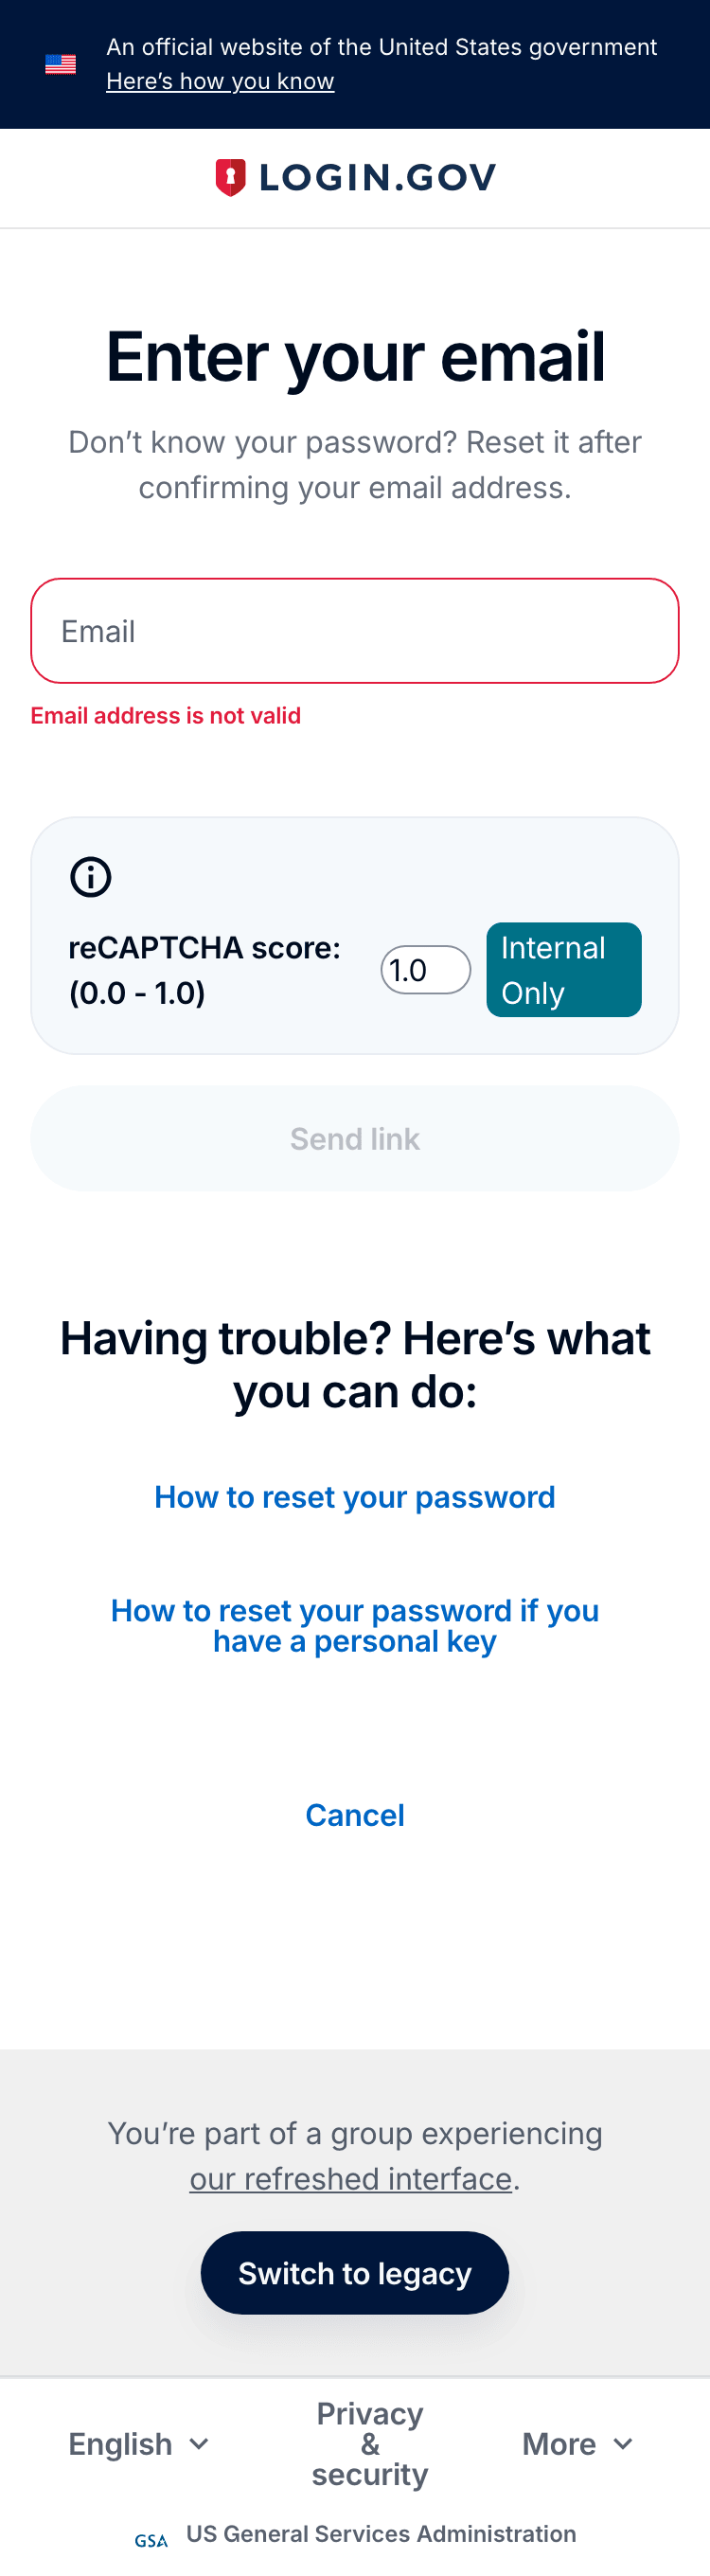 An official website of the United States government
Here’s how you know
LOGIN.GOV
Enter your email
Don’t know your password? Reset it after
confirming your email address.
Email
Email address is not valid
reCAPTCHA score:
(0.0 - 1.0)
1.0
Internal
Only
Send link
Having trouble? Here’s what
you can do:
How to reset your password
How to reset your password if you
have a personal key
Cancel
You’re part of a group experiencing
our refreshed interface.
Switch to legacy
English
Privacy
&
security
More
GSA US General Services Administration